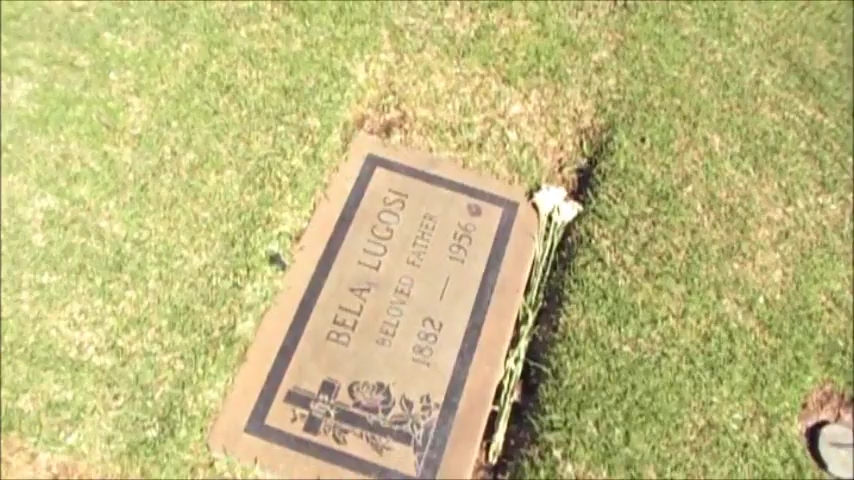 BELA LUGOSI
BELOVED FATHER
1882 — 1956